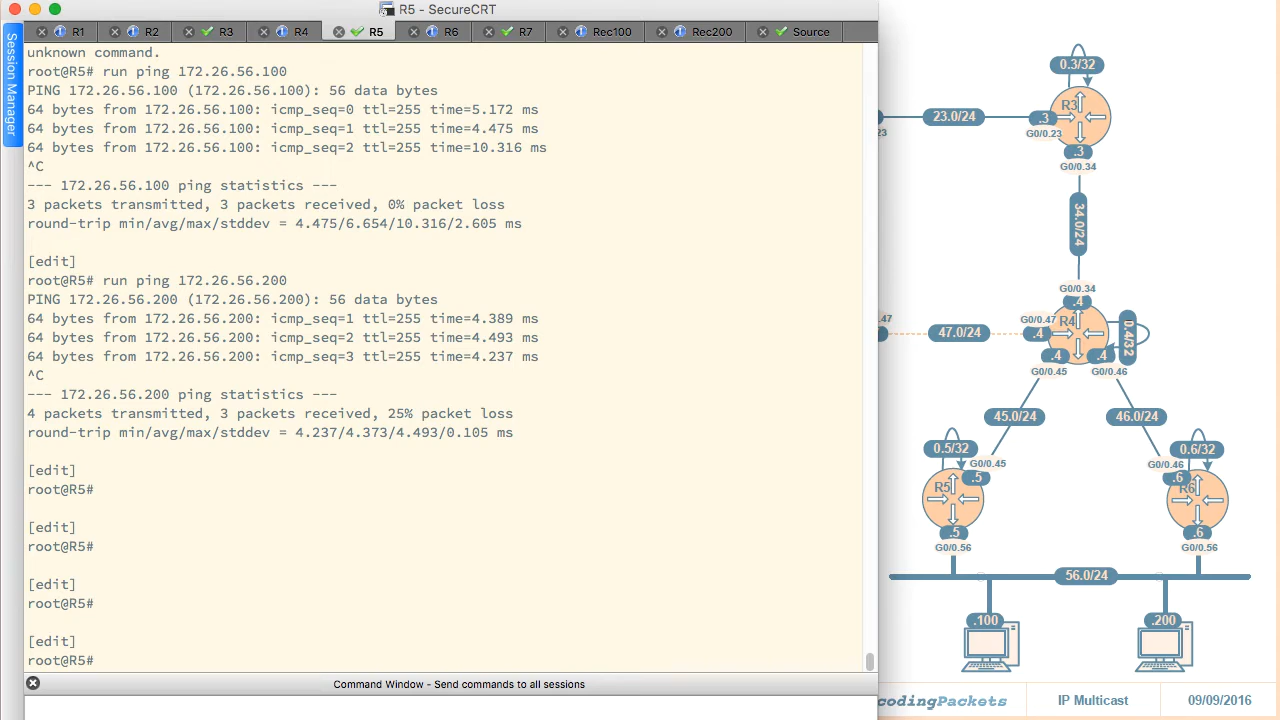 R5 - SecureCRT
R1 R2 R3 R4 R5 R6 R7 Rec100 Rec200 Source
Session Manager
unknown command.
root@R5# run ping 172.26.56.100
PING 172.26.56.100 (172.26.56.100): 56 data bytes
64 bytes from 172.26.56.100: icmp_seq=0 ttl=255 time=5.172 ms
64 bytes from 172.26.56.100: icmp_seq=1 ttl=255 time=4.475 ms
64 bytes from 172.26.56.100: icmp_seq=2 ttl=255 time=10.316 ms
^C
--- 172.26.56.100 ping statistics ---
3 packets transmitted, 3 packets received, 0% packet loss
round-trip min/avg/max/stddev = 4.475/6.654/10.316/2.605 ms
[edit]
root@R5# run ping 172.26.56.200
PING 172.26.56.200 (172.26.56.200): 56 data bytes
64 bytes from 172.26.56.200: icmp_seq=1 ttl=255 time=4.389 ms
64 bytes from 172.26.56.200: icmp_seq=2 ttl=255 time=4.493 ms
64 bytes from 172.26.56.200: icmp_seq=3 ttl=255 time=4.237 ms
^C
--- 172.26.56.200 ping statistics ---
4 packets transmitted, 3 packets received, 25% packet loss
round-trip min/avg/max/stddev = 4.237/4.373/4.493/0.105 ms
[edit]
root@R5#
[edit]
root@R5#
[edit]
root@R5#
[edit]
root@R5#
Command Window - Send commands to all sessions
0.3/32
R3
23.0/24
.3
23
G0/0.23
.3
G0/0.34
34.0/24
G0/0.34
.4
.47
G0/0.47
R4
47.0/24
.4
0.4/32
.4
.4
G0/0.45
G0/0.46
45.0/24
46.0/24
0.5/32
G0/0.45
R5
.5
.5
G0/0.56
0.6/32
G0/0.46
.6
R6
.6
G0/0.56
56.0/24
.100
.200
codingPackets
IP Multicast
09/09/2016